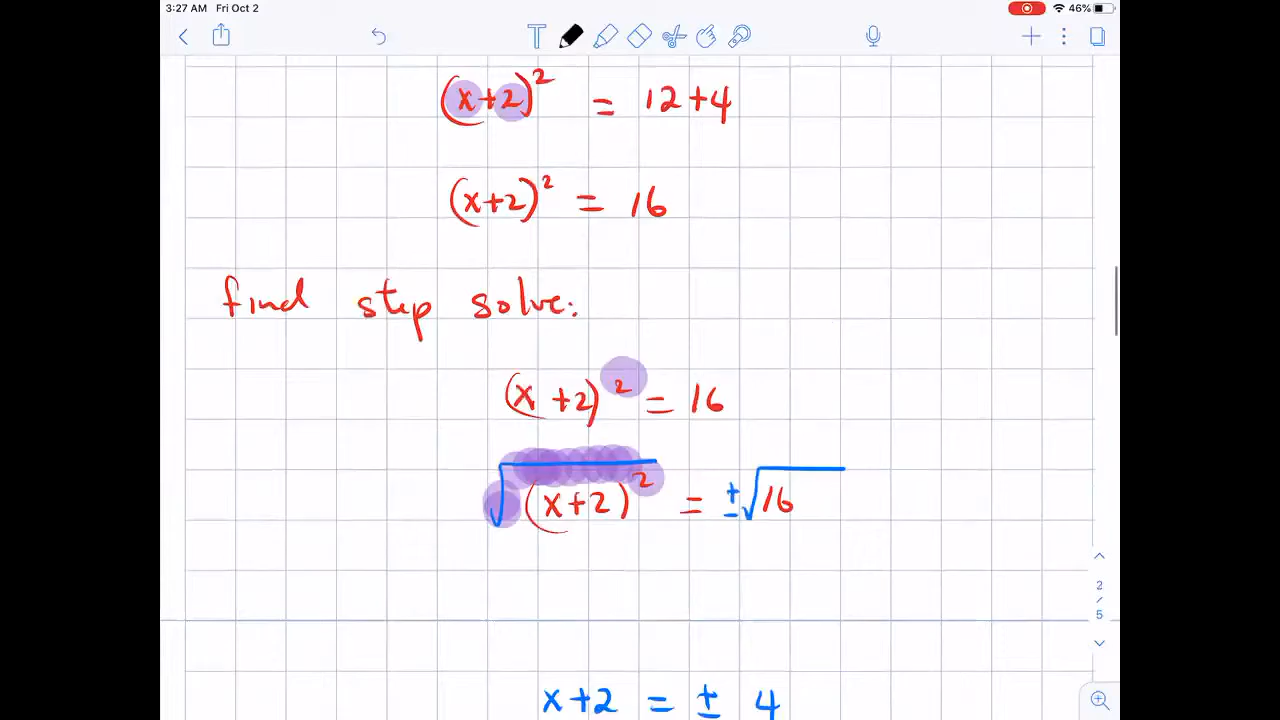 3:27 AM Fri Oct 2 46%
(x+2)² = 12+4
(x+2)² = 16
find step solve:
(x+2)² = 16
√(x+2)² = ±√16
2
/
5
x+2 = ± 4